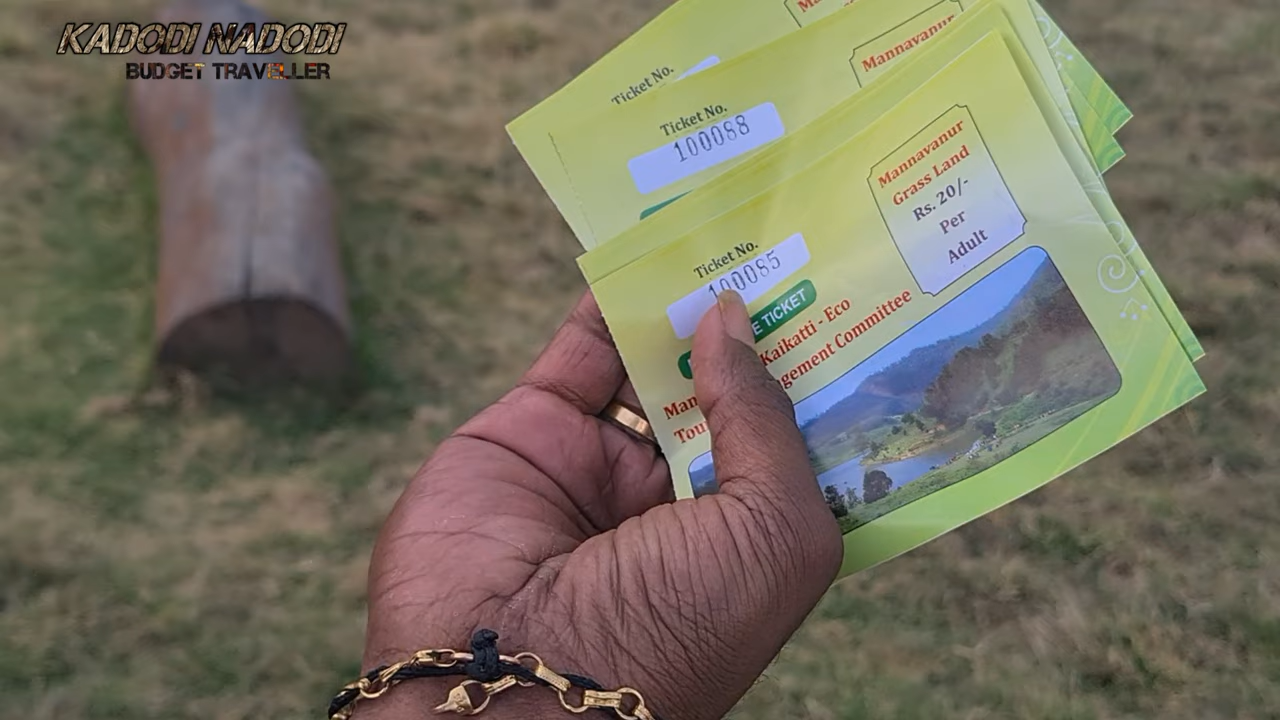 KADODI NADODI
BUDGET TRAVELLER
Ticket No.
Mannavanur
Ticket No.
100088
Mannavanur
Grass Land
Rs. 20/-
Per
Adult
Ticket No.
100085
TICKET
Kaikatti - Eco
Committee